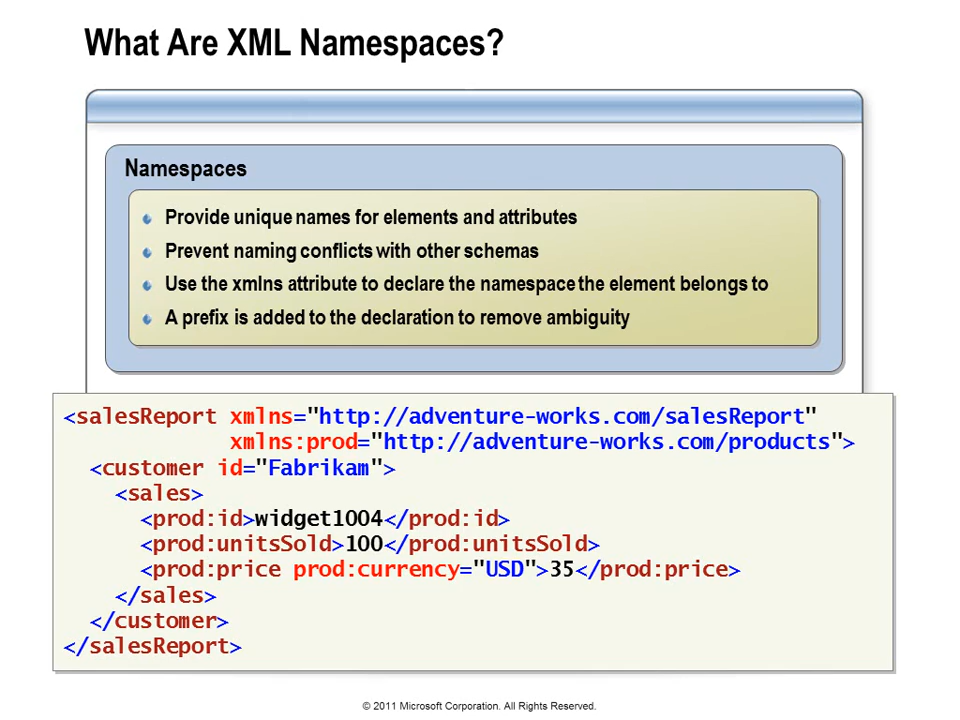 What Are XML Namespaces?
Namespaces
Provide unique names for elements and attributes
Prevent naming conflicts with other schemas
Use the xmlns attribute to declare the namespace the element belongs to
A prefix is added to the declaration to remove ambiguity
<salesReport xmlns="http://adventure-works.com/salesReport"
xmlns:prod="http://adventure-works.com/products">
<customer id="Fabrikam">
<sales>
<prod:id>widget1004</prod:id>
<prod:unitsSold>100</prod:unitsSold>
<prod:price prod:currency="USD">35</prod:price>
</sales>
</customer>
</salesReport>
© 2011 Microsoft Corporation. All Rights Reserved.